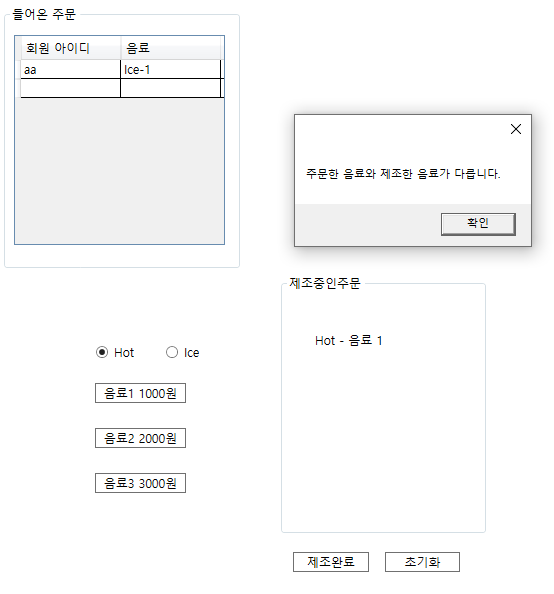 들어온 주문
회원 아이디 음료
aa Ice-1
주문한 음료와 제조한 음료가 다릅니다.
확인
제조중인주문
Hot - 음료 1
Hot Ice
음료1 1000원
음료2 2000원
음료3 3000원
제조완료 초기화